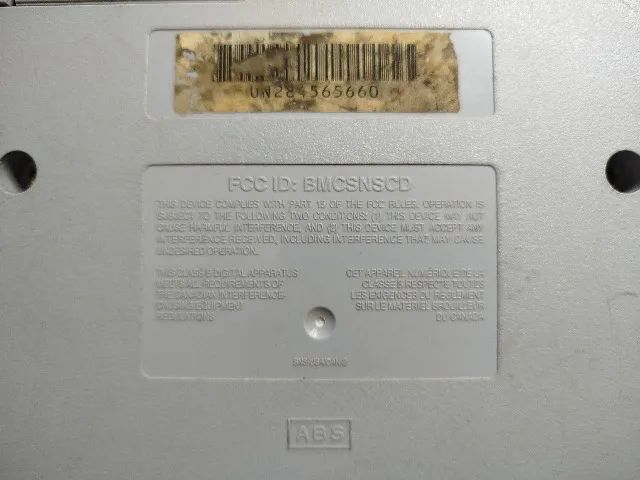 UN284565660
FCC ID: BMCSNSCD
THIS DEVICE COMPLIES WITH PART 15 OF THE FCC RULES. OPERATION IS
SUBJECT TO THE FOLLOWING TWO CONDITIONS: (1) THIS DEVICE MAY NOT
CAUSE HARMFUL INTERFERENCE, AND (2) THIS DEVICE MUST ACCEPT ANY
INTERFERENCE RECEIVED, INCLUDING INTERFERENCE THAT MAY CAUSE
UNDESIRED OPERATION.
THIS CLASS B DIGITAL APPARATUS
MEETS ALL REQUIREMENTS OF
THE CANADIAN INTERFERENCE-
CAUSING EQUIPMENT
REGULATIONS
CET APPAREIL NUMÉRIQUE DE LA
CLASSE B RESPECTE TOUTES
LES EXIGENCES DU RÈGLEMENT
SUR LE MATÉRIEL BROUILLEUR
DU CANADA
ABS